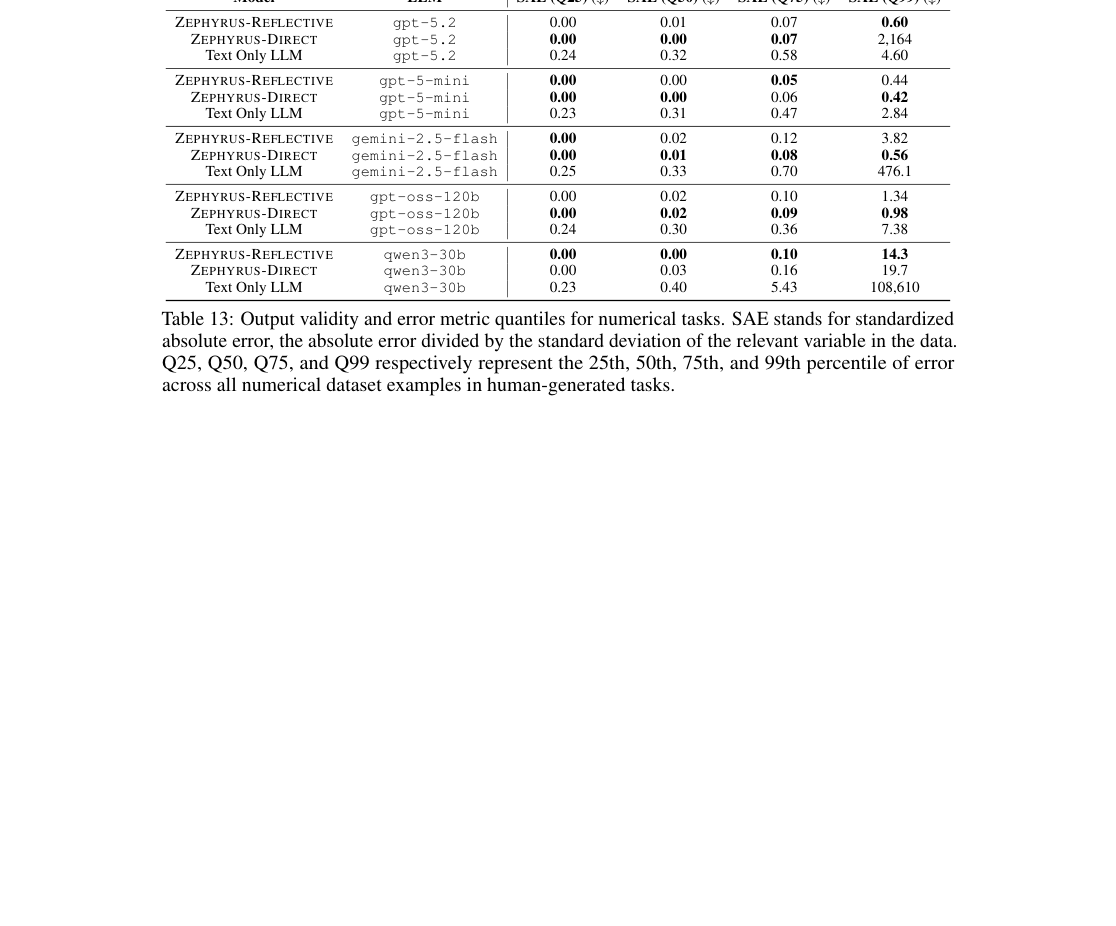 ZEPHYRUS-REFLECTIVE gpt-5.2 0.00 0.01 0.07 0.60
ZEPHYRUS-DIRECT gpt-5.2 0.00 0.00 0.07 2,164
Text Only LLM gpt-5.2 0.24 0.32 0.58 4.60
ZEPHYRUS-REFLECTIVE gpt-5-mini 0.00 0.00 0.05 0.44
ZEPHYRUS-DIRECT gpt-5-mini 0.00 0.00 0.06 0.42
Text Only LLM gpt-5-mini 0.23 0.31 0.47 2.84
ZEPHYRUS-REFLECTIVE gemini-2.5-flash 0.00 0.02 0.12 3.82
ZEPHYRUS-DIRECT gemini-2.5-flash 0.00 0.01 0.08 0.56
Text Only LLM gemini-2.5-flash 0.25 0.33 0.70 476.1
ZEPHYRUS-REFLECTIVE gpt-oss-120b 0.00 0.02 0.10 1.34
ZEPHYRUS-DIRECT gpt-oss-120b 0.00 0.02 0.09 0.98
Text Only LLM gpt-oss-120b 0.24 0.30 0.36 7.38
ZEPHYRUS-REFLECTIVE qwen3-30b 0.00 0.00 0.10 14.3
ZEPHYRUS-DIRECT qwen3-30b 0.00 0.03 0.16 19.7
Text Only LLM qwen3-30b 0.23 0.40 5.43 108,610
Table 13: Output validity and error metric quantiles for numerical tasks. SAE stands for standardized
absolute error, the absolute error divided by the standard deviation of the relevant variable in the data.
Q25, Q50, Q75, and Q99 respectively represent the 25th, 50th, 75th, and 99th percentile of error
across all numerical dataset examples in human-generated tasks.